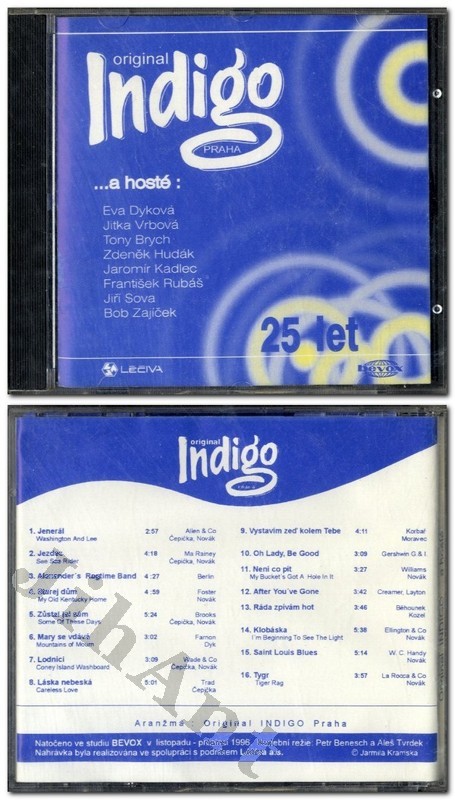 original
Indigo
PRAHA
...a hosté :
Eva Dyková
Jitka Vrbová
Tony Brych
Zdeněk Hudák
Jaromír Kadlec
František Rubáš
Jiří Sova
Bob Zajíček
25 let
LÉČIVA
bevox
original
Indigo
1. Jenerál 2:57 Allen & Co
Washington And Lee Čepička, Novák
2. Jezdec 4:18 Ma Rainey
See See Rider Čepička, Novák
3. Alexander's Ragtime Band 4:27 Berlin
4. Starej dům 4:59 Foster
My Old Kentucky Home Novák
5. Zůstal jsi sám 5:24 Brooks
Some Of These Days Čepička, Novák
6. Mary se vdává 3:02 Farnon
Mountains of Mourn Dyk
7. Lodníci 3:09 Wade & Co
Coney Island Washboard Čepička, Novák
8. Láska nebeská 5:01 Trad
Careless Love Čepička
9. Vystavím zeď kolem Tebe 4:11 Korbař
Moravec
10. Oh Lady, Be Good 3:09 Gershwin G & I.
11. Není co pít 3:27 Williams
My Bucket's Got A Hole In It Novák
12. After You've Gone 3:42 Creamer, Layton
13. Ráda zpívám hot 3:46 Běhounek
Kozel
14. Klobáska 5:38 Ellington & Co
I'm Beginning To See The Light Novák
15. Saint Louis Blues 5:14 W. C. Handy
Novák
16. Tygr 3:57 La Rocca & Co
Tiger Rag Novák
Aranžmá: Original INDIGO Praha
Natočeno ve studiu BEVOX v listopadu - prosinci 1996. Hudební režie: Petr Benesch a Aleš Tvrdek
Nahrávka byla realizována ve spolupráci s podnikem Léčiva a.s. © Jarmila Kramská
JihAnt